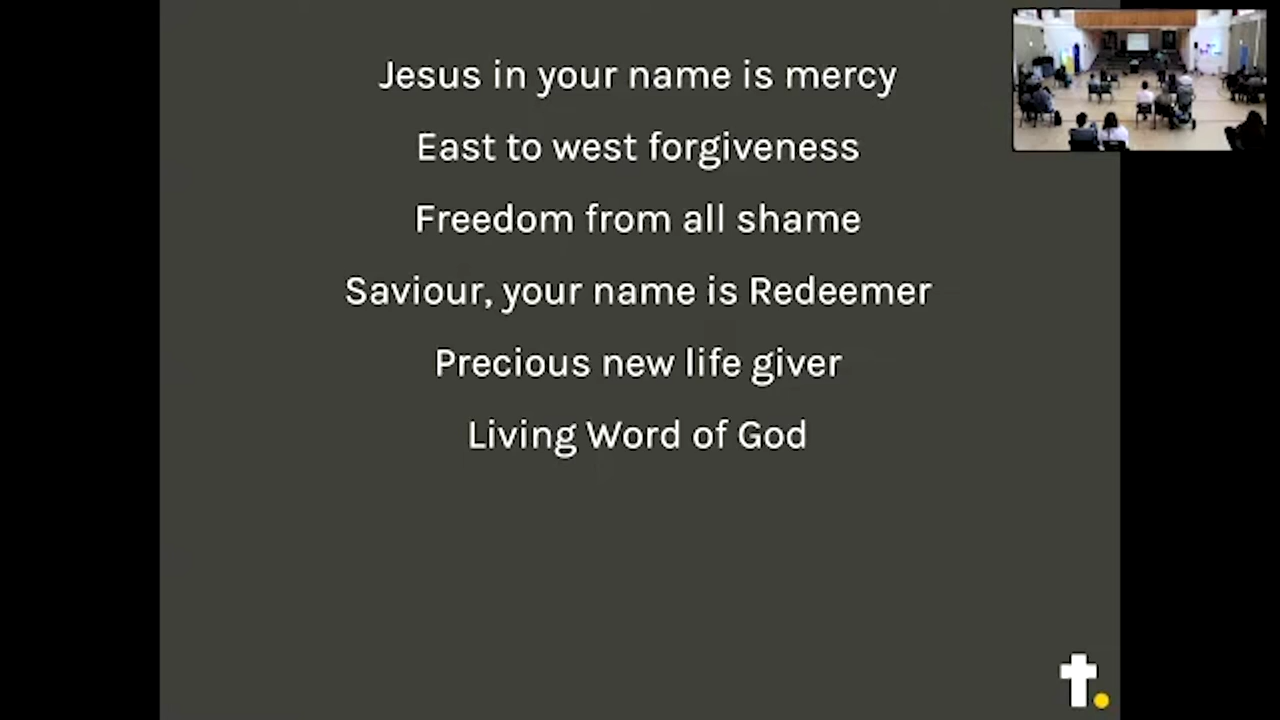 Jesus in your name is mercy
East to west forgiveness
Freedom from all shame
Saviour, your name is Redeemer
Precious new life giver
Living Word of God